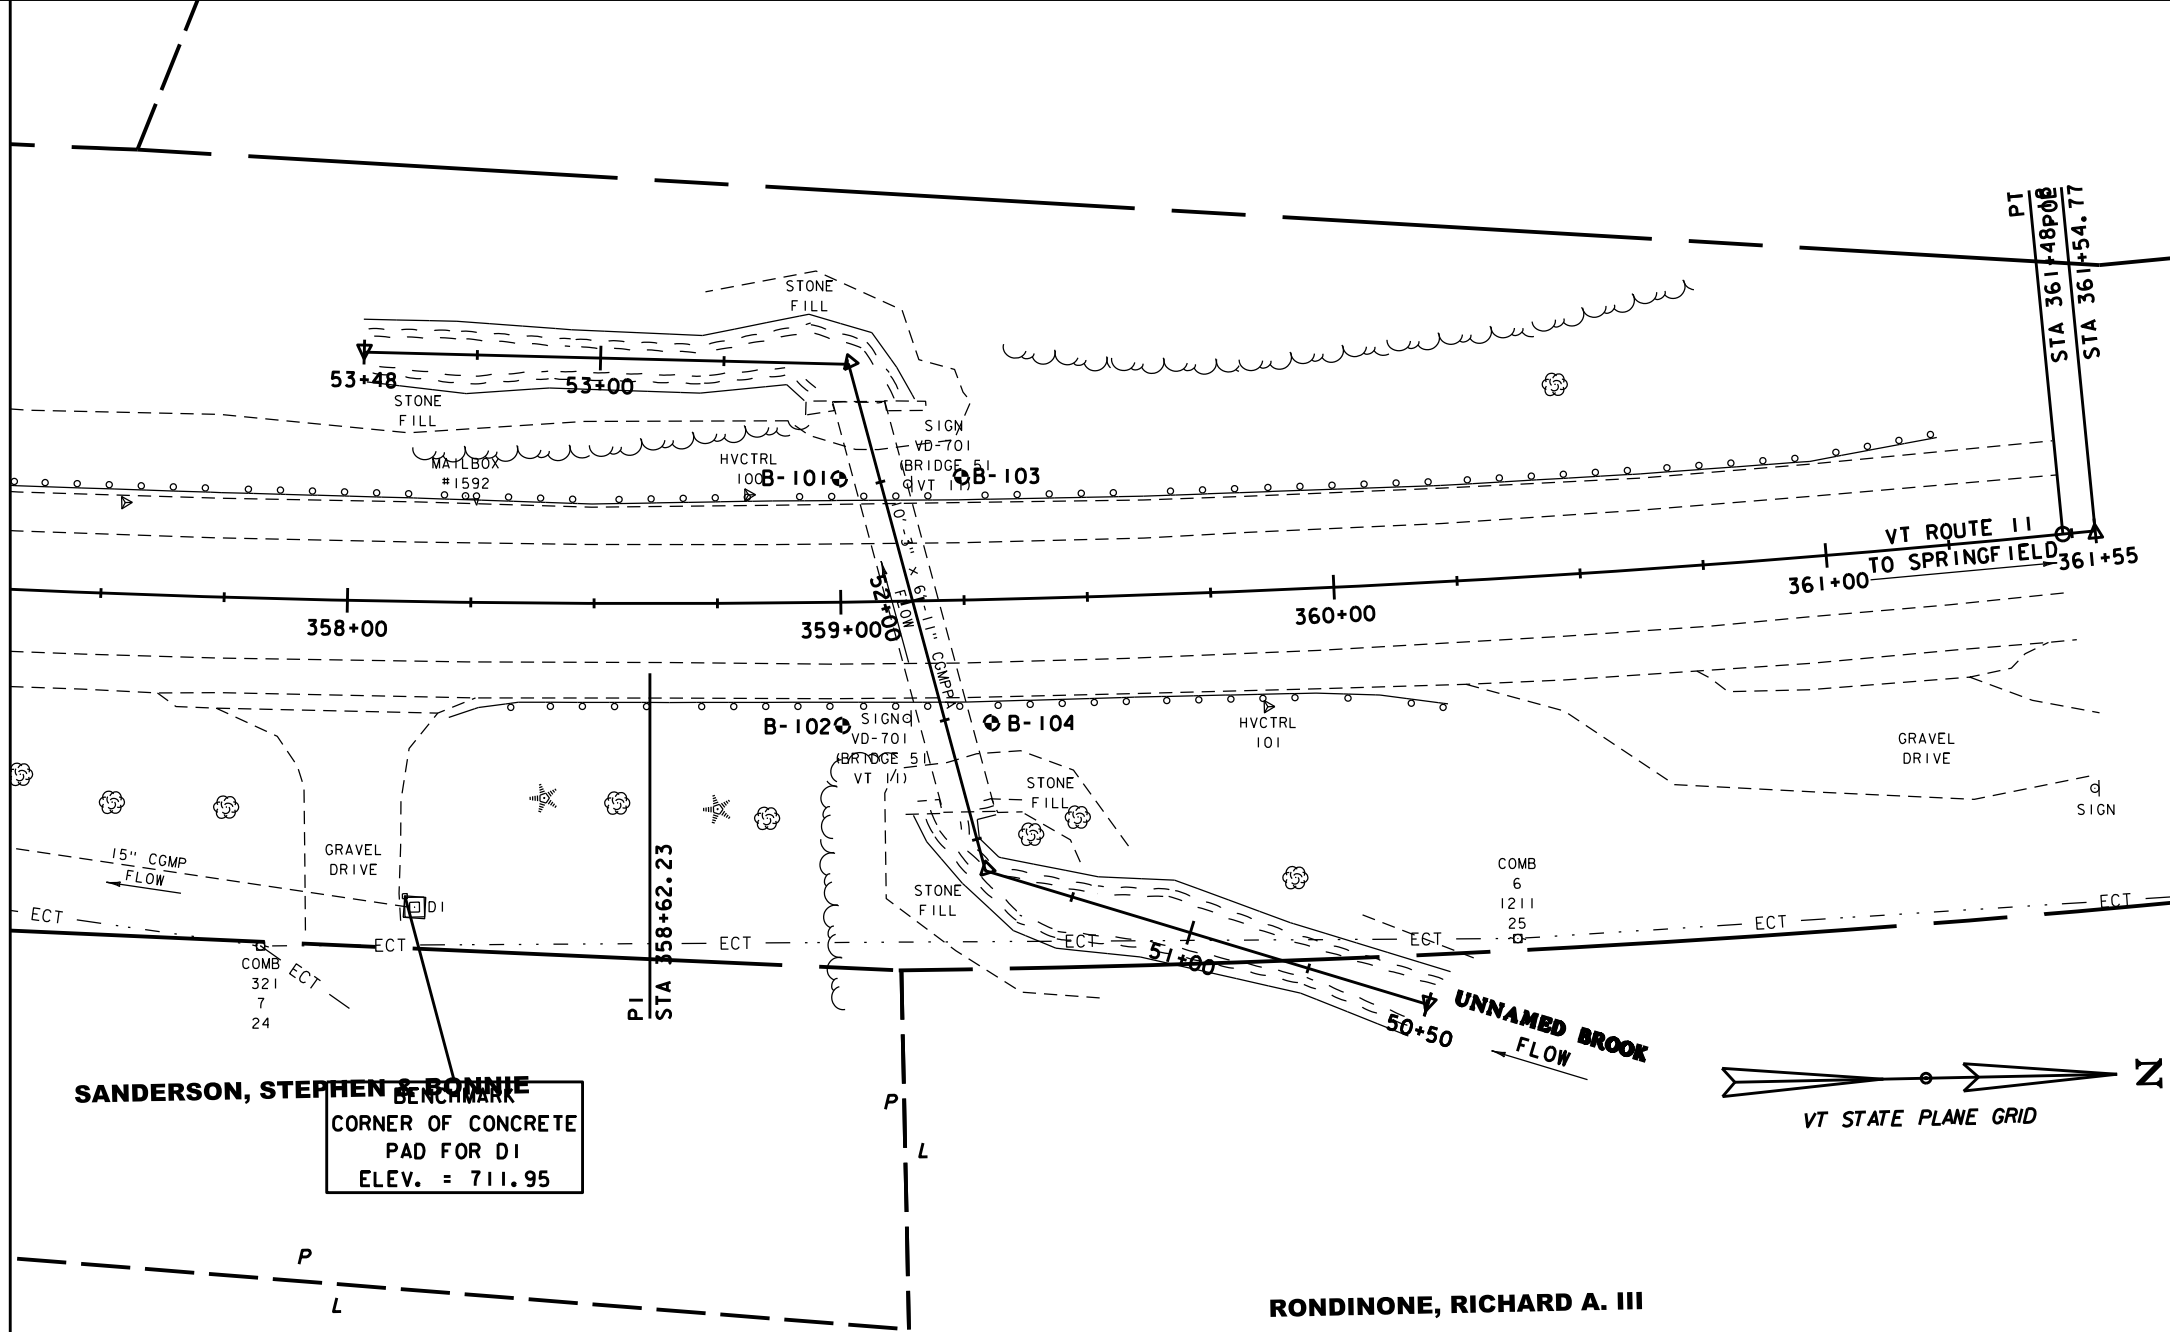 PT
STA 361+48
POE
STA 361+54.77
STONE
FILL
53+48
53+00
STONE
FILL
MAILBOX
#1592
HVCTRL
100
B-101
SIGN
VD-701
(BRIDGE 51
VT 11)
B-103
VT ROUTE 11
TO SPRINGFIELD
361+55
358+00
359+00
52+00
FLOW
CGMPPA
360+00
361+00
B-102
SIGN
VD-701
(BRIDGE 51
VT 11)
B-104
HVCTRL
101
GRAVEL
DRIVE
SIGN
STONE
FILL
15" CGMP
FLOW
GRAVEL
DRIVE
D1
PI
STA 358+62.23
STONE
FILL
COMB
6
1211
25
ECT
ECT
ECT
ECT
ECT
ECT
ECT
ECT
COMB
321
7
24
51+00
50+50
UNNAMED BROOK
FLOW
N
VT STATE PLANE GRID
SANDERSON, STEPHEN & BONNIE
BENCHMARK
CORNER OF CONCRETE
PAD FOR D1
ELEV. = 711.95
P
L
P
L
RONDINONE, RICHARD A. III